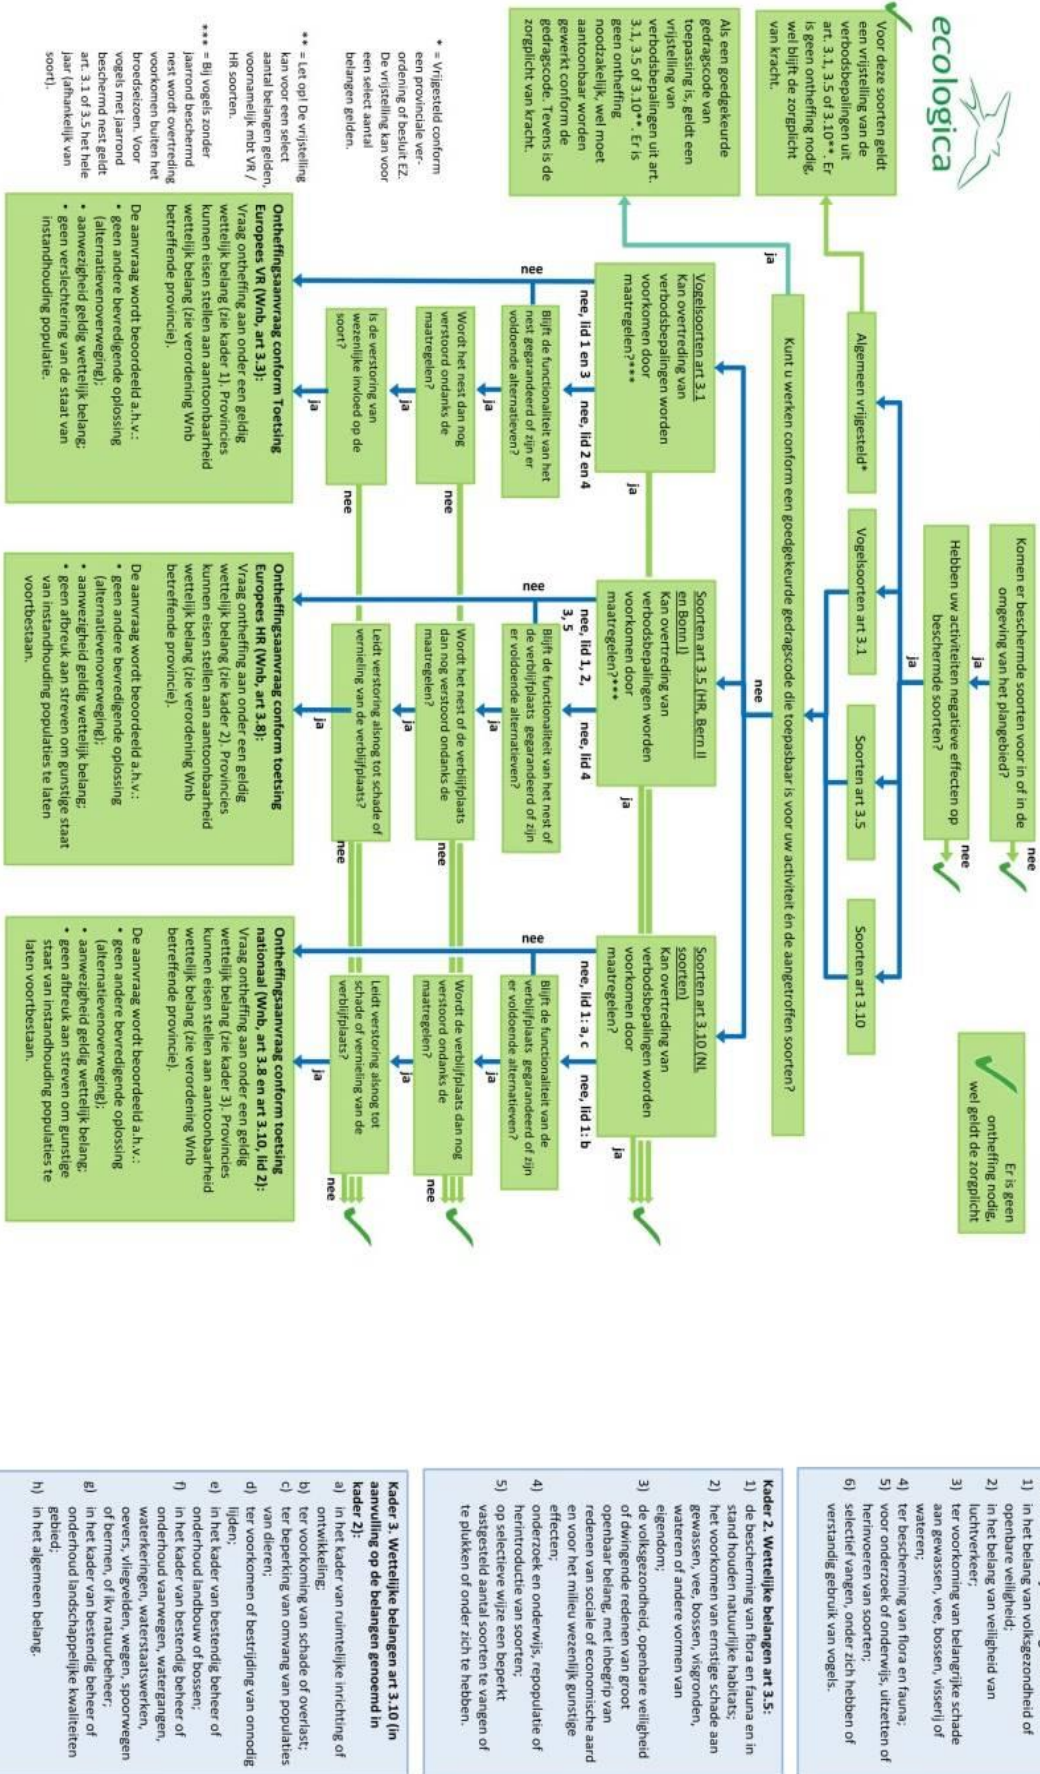 ecologica
Komen er beschermde soorten voor in of in de
omgeving van het plangebied?
nee
ja
Hebben uw activiteiten negatieve effecten op
beschermde soorten?
nee
ja
Er is geen
ontheffing nodig,
wel geldt de zorgplicht
Algemeen vrijgesteld*
Vogelsoorten art 3.1
Soorten art 3.5
Soorten art 3.10
Voor deze soorten geldt
een vrijstelling van de
verbodsbepalingen uit
art. 3.1, 3.5 of 3.10**. Er
is geen ontheffing nodig,
wel blijft de zorgplicht
van kracht.
Kunt u werken conform een goedgekeurde gedragscode die toepasbaar is voor uw activiteit én de aangetroffen soorten?
ja
nee
Als een goedgekeurde
gedragscode van
toepassing is, geldt een
vrijstelling van
verbodsbepalingen uit art.
3.1, 3.5 of 3.10**. Er is
geen ontheffing
noodzakelijk, wel moet
aantoonbaar worden
gewerkt conform de
gedragscode. Tevens is de
zorgplicht van kracht.
Vogelsoorten art 3.1
Kan overtreding van
verbodsbepalingen worden
voorkomen door
maatregelen?***
ja
Soorten art 3.5 (HR, Bern II
en Bonn I)
Kan overtreding van
verbodsbepalingen worden
voorkomen door
maatregelen?***
ja
Soorten art 3.10 (NL
soorten)
Kan overtreding van
verbodsbepalingen worden
voorkomen door
maatregelen?
ja
nee, lid 1 en 3
nee, lid 2 en 4
nee, lid 1, 2,
3, 5
nee, lid 4
nee, lid 1: a, c
nee, lid 1: b
nee
Blijft de functionaliteit van het
nest gegarandeerd of zijn er
voldoende alternatieven?
ja
nee
Blijft de functionaliteit van het nest of
de verblijfplaats gegarandeerd of zijn
er voldoende alternatieven?
ja
nee
Blijft de functionaliteit van de
verblijfplaats gegarandeerd of zijn
er voldoende alternatieven?
ja
Wordt het nest dan nog
verstoord ondanks de
maatregelen?
nee
ja
Wordt het nest of de verblijfplaats
dan nog verstoord ondanks de
maatregelen?
nee
ja
Wordt de verblijfplaats dan nog
verstoord ondanks de
maatregelen?
nee
ja
Is de verstoring van
wezenlijke invloed op de
soort?
nee
ja
Leidt verstoring alsnog tot schade of
vernieling van de verblijfplaats?
nee
ja
Leidt verstoring alsnog tot
schade of vernieling van de
verblijfplaats?
nee
ja
* = Vrijgesteld conform
een provinciale ver-
ordening of besluit EZ.
De vrijstelling kan voor
een select aantal
belangen gelden.
** = Let op! De vrijstelling
kan voor een select
aantal belangen gelden,
voornamelijk mbt VR /
HR soorten.
*** = Bij vogels zonder
jaarrond beschermd
nest wordt overtreding
voorkomen buiten het
broedseizoen. Voor
vogels met jaarrond
beschermd nest geldt
art. 3.1 of 3.5 het hele
jaar (afhankelijk van
soort).
Ontheffingsaanvraag conform Toetsing
Europees VR (Wnb, art 3.3):
Vraag ontheffing aan onder een geldig
wettelijk belang (zie kader 1). Provincies
kunnen eisen stellen aan aantoonbaarheid
wettelijk belang (zie verordening Wnb
betreffende provincie).
De aanvraag wordt beoordeeld a.h.v.:
• geen andere bevredigende oplossing
(alternatievenoverweging);
• aanwezigheid geldig wettelijk belang;
• geen verslechtering van de staat van
instandhouding populatie.
Ontheffingsaanvraag conform toetsing
Europees HR (Wnb, art 3.8):
Vraag ontheffing aan onder een geldig
wettelijk belang (zie kader 2). Provincies
kunnen eisen stellen aan aantoonbaarheid
wettelijk belang (zie verordening Wnb
betreffende provincie).
De aanvraag wordt beoordeeld a.h.v.:
• geen andere bevredigende oplossing
(alternatievenoverweging);
• aanwezigheid geldig wettelijk belang;
• geen afbreuk aan streven om gunstige staat
van instandhouding populaties te laten
voortbestaan.
Ontheffingsaanvraag conform toetsing
nationaal (Wnb, art 3.8 en art 3.10, lid 2):
Vraag ontheffing aan onder een geldig
wettelijk belang (zie kader 3). Provincies
kunnen eisen stellen aan aantoonbaarheid
wettelijk belang (zie verordening Wnb
betreffende provincie).
De aanvraag wordt beoordeeld a.h.v.:
• geen andere bevredigende oplossing
(alternatievenoverweging);
• aanwezigheid geldig wettelijk belang;
• geen afbreuk aan streven om gunstige
staat van instandhouding populaties te
laten voortbestaan.
1) in het belang van volksgezondheid of
openbare veiligheid;
2) in het belang van veiligheid van
luchtverkeer;
3) ter voorkoming van belangrijke schade
aan gewassen, vee, bossen, visserij of
wateren;
4) ter bescherming van flora en fauna;
5) voor onderzoek of onderwijs, uitzetten of
herinvoeren van soorten;
6) selectief vangen, onder zich hebben of
verstandig gebruik van vogels.
Kader 2. Wettelijke belangen art 3.5:
1) de bescherming van flora en fauna en in
stand houden natuurlijke habitats;
2) het voorkomen van ernstige schade aan
gewassen, vee, bossen, visgronden,
wateren of andere vormen van
eigendom;
3) de volksgezondheid, openbare veiligheid
of dwingende redenen van groot
openbaar belang, met inbegrip van
redenen van sociale of economische aard
en voor het milieu wezenlijk gunstige
effecten;
4) onderzoek en onderwijs, repopulatie of
herintroductie van soorten;
5) op selectieve wijze een beperkt
vastgesteld aantal soorten te vangen of
te plukken of onder zich te hebben.
Kader 3. Wettelijke belangen art 3.10 (in
aanvulling op de belangen genoemd in
kader 2):
a) in het kader van ruimtelijke inrichting of
ontwikkeling;
b) ter voorkoming van schade of overlast;
c) ter beperking van omvang van populaties
van dieren;
d) ter voorkomen of bestrijding van onnodig
lijden;
e) in het kader van bestendig beheer of
onderhoud landbouw of bossen;
f) in het kader van bestendig beheer of
onderhoud vaarwegen, watergangen,
waterkeringen, waterstaatswerken,
oevers, vliegvelden, wegen, spoorwegen
of bermen, of ikv natuurbeheer;
g) in het kader van bestendig beheer of
onderhoud landschappelijke kwaliteiten
gebied;
h) in het algemeen belang.